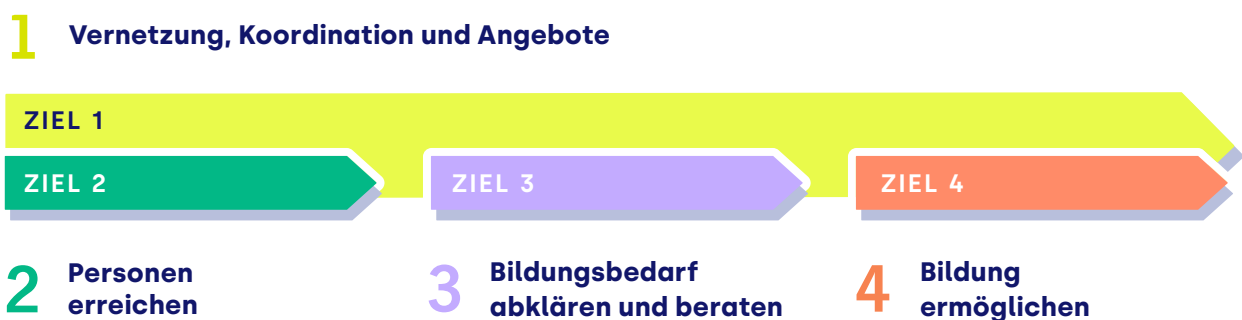 1 Vernetzung, Koordination und Angebote
ZIEL 1
ZIEL 2
ZIEL 3
ZIEL 4
2 Personen
erreichen
3 Bildungsbedarf
abklären und beraten
4 Bildung
ermöglichen